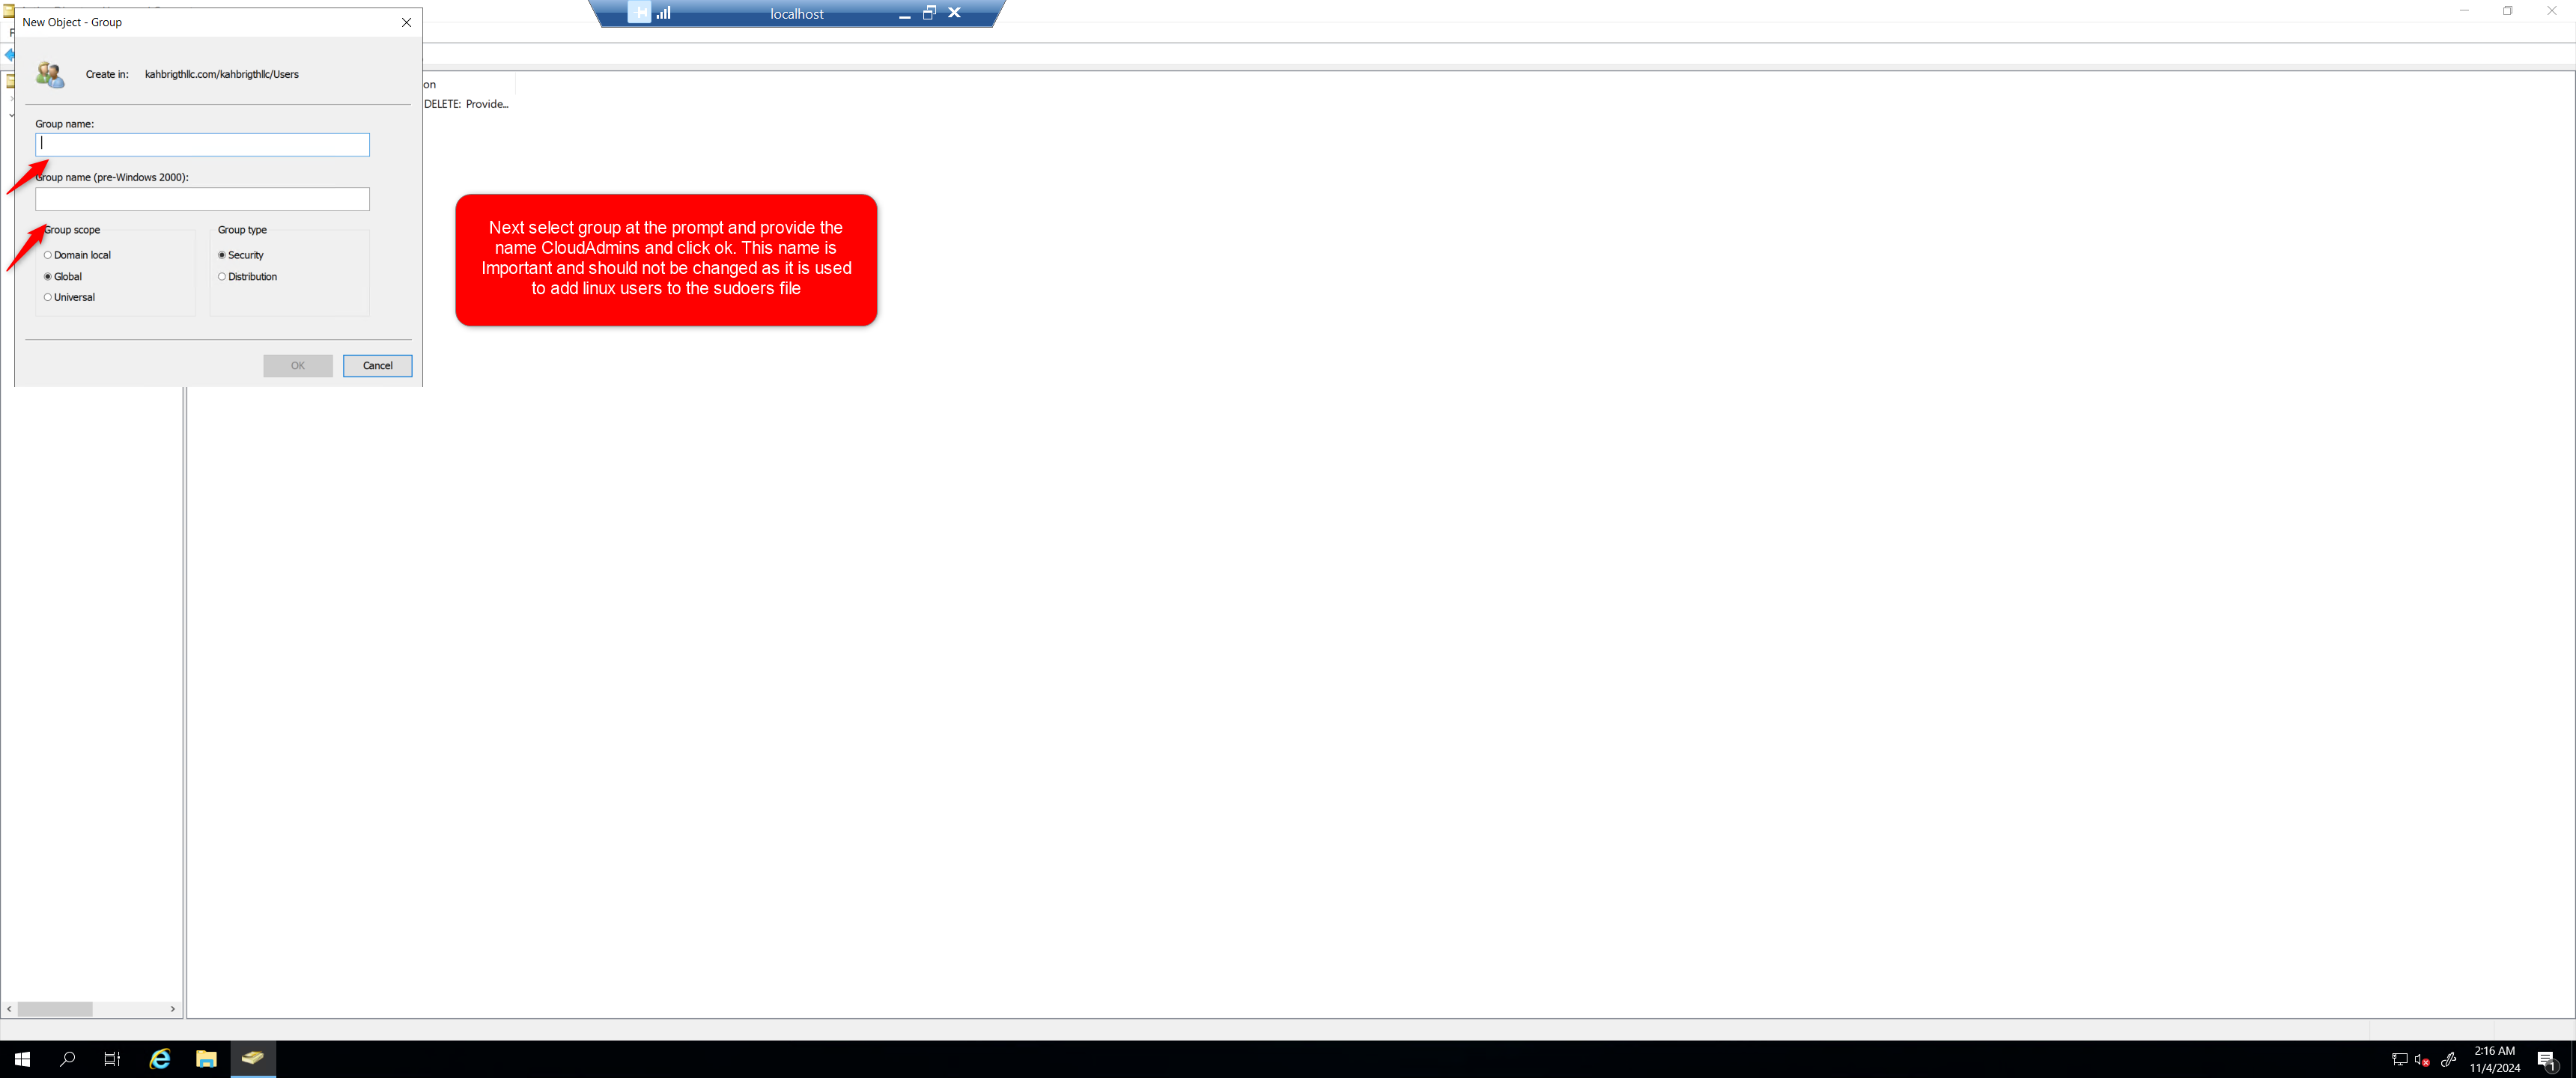 New Object - Group
localhost
Create in: kahbrigthllc.com/kahbrigthllc/Users
on
DELETE: Provide...
Group name:
Group name (pre-Windows 2000):
Group scope
Group type
Domain local
Security
Global
Distribution
Universal
OK
Cancel
Next select group at the prompt and provide the
name CloudAdmins and click ok. This name is
Important and should not be changed as it is used
to add linux users to the sudoers file
2:16 AM
11/4/2024
1